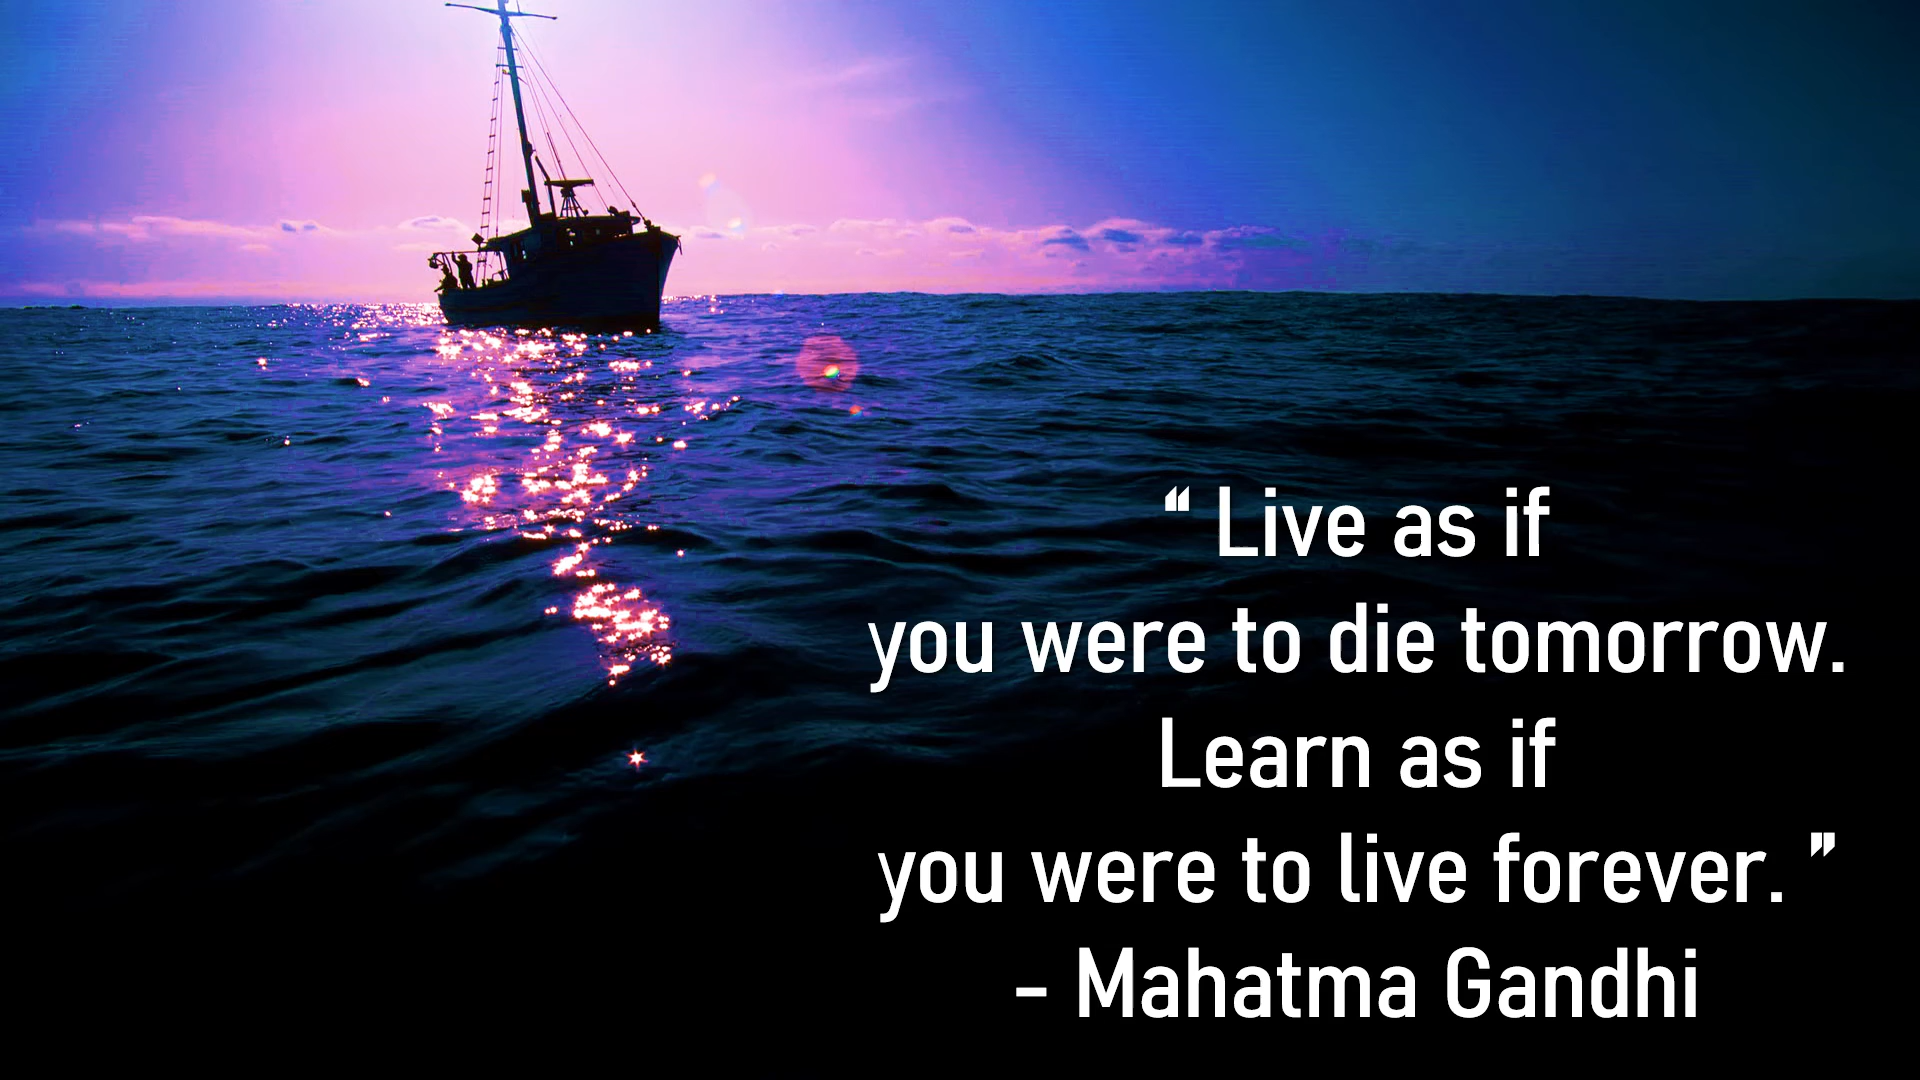 ❝ Live as if
you were to die tomorrow.
Learn as if
you were to live forever. ❞
- Mahatma Gandhi